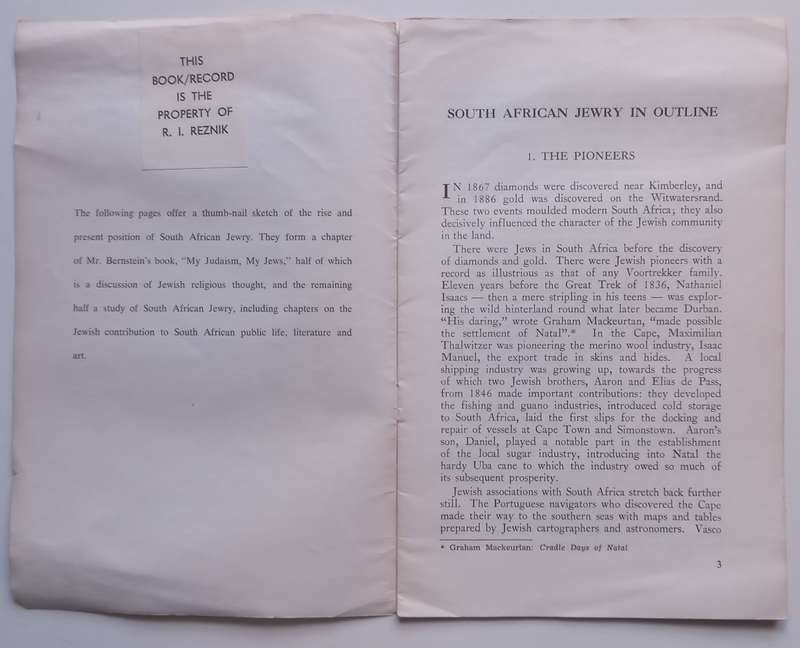 THIS
BOOK/RECORD
IS THE
PROPERTY OF
R. I. REZNIK
The following pages offer a thumb-nail sketch of the rise and
present position of South African Jewry. They form a chapter
of Mr. Bernstein's book, "My Judaism, My Jews," half of which
is a discussion of Jewish religious thought, and the remaining
half a study of South African Jewry, including chapters on the
Jewish contribution to South African public life, literature and
art.
SOUTH AFRICAN JEWRY IN OUTLINE
1. THE PIONEERS
IN 1867 diamonds were discovered near Kimberley, and
in 1886 gold was discovered on the Witwatersrand.
These two events moulded modern South Africa; they also
decisively influenced the character of the Jewish community
in the land.
There were Jews in South Africa before the discovery
of diamonds and gold. There were Jewish pioneers with a
record as illustrious as that of any Voortrekker family.
Eleven years before the Great Trek of 1836, Nathaniel
Isaacs — then a mere stripling in his teens — was explor-
ing the wild hinterland round what later became Durban.
"His daring," wrote Graham Mackeurtan, "made possible
the settlement of Natal".* In the Cape, Maximilian
Thalwitzer was pioneering the merino wool industry, Isaac
Manuel, the export trade in skins and hides. A local
shipping industry was growing up, towards the progress
of which two Jewish brothers, Aaron and Elias de Pass,
from 1846 made important contributions: they developed
the fishing and guano industries, introduced cold storage
to South Africa, laid the first slips for the docking and
repair of vessels at Cape Town and Simonstown. Aaron's
son, Daniel, played a notable part in the establishment
of the local sugar industry, introducing into Natal the
hardy Uba cane to which the industry owed so much of
its subsequent prosperity.
Jewish associations with South Africa stretch back further
still. The Portuguese navigators who discovered the Cape
made their way to the southern seas with maps and tables
prepared by Jewish cartographers and astronomers. Vasco
* Graham Mackeurtan: Cradle Days of Natal
3